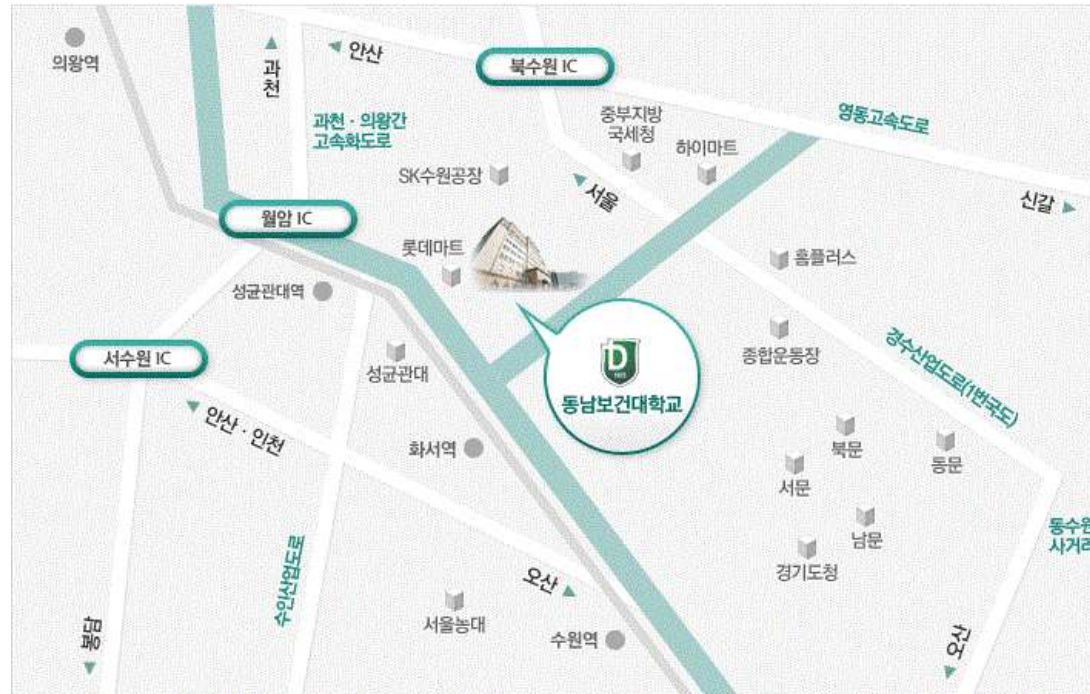 의왕역
과천
안산
북수원 IC
과천 · 의왕간
고속화도로
중부지방
국세청
하이마트
영동고속도로
SK수원공장
서울
신갈
월암 IC
롯데마트
홈플러스
성균관대역
서수원 IC
성균관대
D
동남보건대학교
종합운동장
경수산업도로(1번국도)
안산 · 인천
화서역
북문
동문
서문
남문
동수원
사거리
경기도청
수인산업도로
오산
서울농대
수원역
봉담
오산